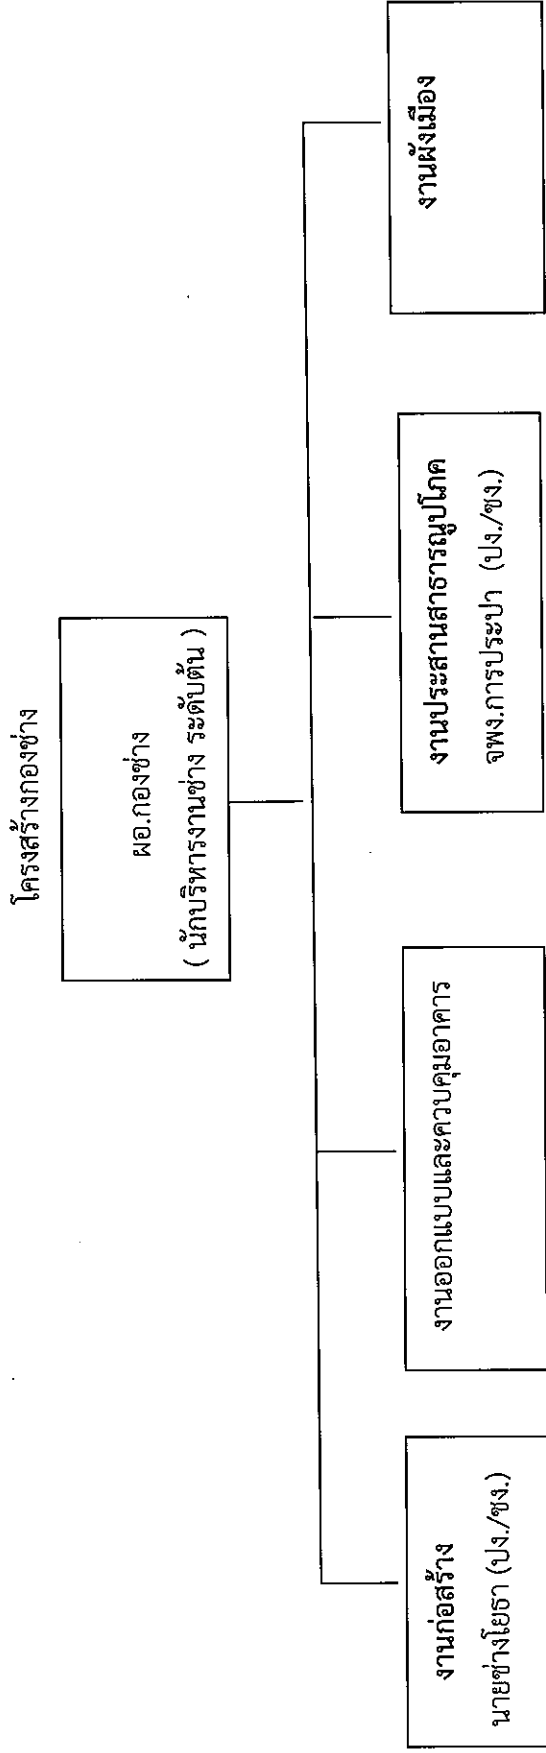 โครงสร้างกองช่าง
ผอ.กองช่าง
( นักบริหารงานช่าง ระดับต้น )
งานก่อสร้าง
นายช่างโยธา (ปง./ชง.)
งานออกแบบและควบคุมอาคาร
งานประสานสาธารณูปโภค
จพง.การประปา (ปง./ชง.)
งานผังเมือง